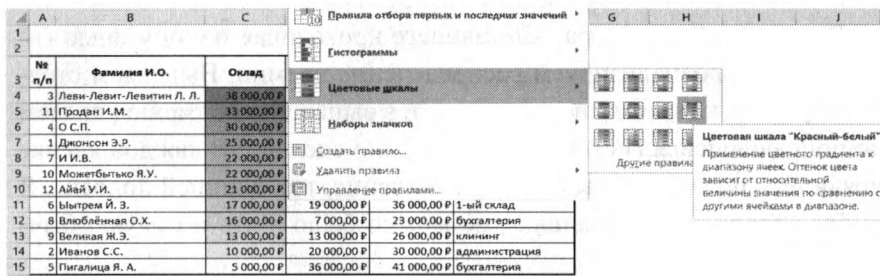 A B C G H I J
1
2
3 № п/п Фамилия И.О. Оклад
4 3 Леви-Левит-Левитин Л. Л. 38 000,00 ₽
5 11 Продан И.М. 33 000,00 ₽
6 4 О С.П. 30 000,00 ₽
7 1 Джонсон Э.Р. 25 000,00 ₽
8 7 И И.В. 22 000,00 ₽
9 10 Можетбытько Я.У. 22 000,00 ₽
10 12 Айай У.И. 21 000,00 ₽
11 6 Ыытрем Й. З. 17 000,00 ₽ 19 000,00 ₽ 36 000,00 ₽ 1-ый склад
12 8 Влюблённая О.Х. 16 000,00 ₽ 7 000,00 ₽ 23 000,00 ₽ бухгалтерия
13 9 Великая Ж.Э. 13 000,00 ₽ 13 000,00 ₽ 26 000,00 ₽ клининг
14 2 Иванов С.С. 10 000,00 ₽ 20 000,00 ₽ 30 000,00 ₽ администрация
15 5 Пигалица Я. А. 5 000,00 ₽ 36 000,00 ₽ 41 000,00 ₽ бухгалтерия
10 Правила отбора первых и последних значений
Гистограммы
Цветовые шкалы
Наборы значков
Создать правило...
Удалить правила
Управление правилами...
Другие правила
Цветовая шкала "Красный-белый"
Применение цветного градиента к
диапазону ячеек. Оттенок цвета
зависит от относительной
величины значения по сравнению с
другими ячейками в диапазоне.